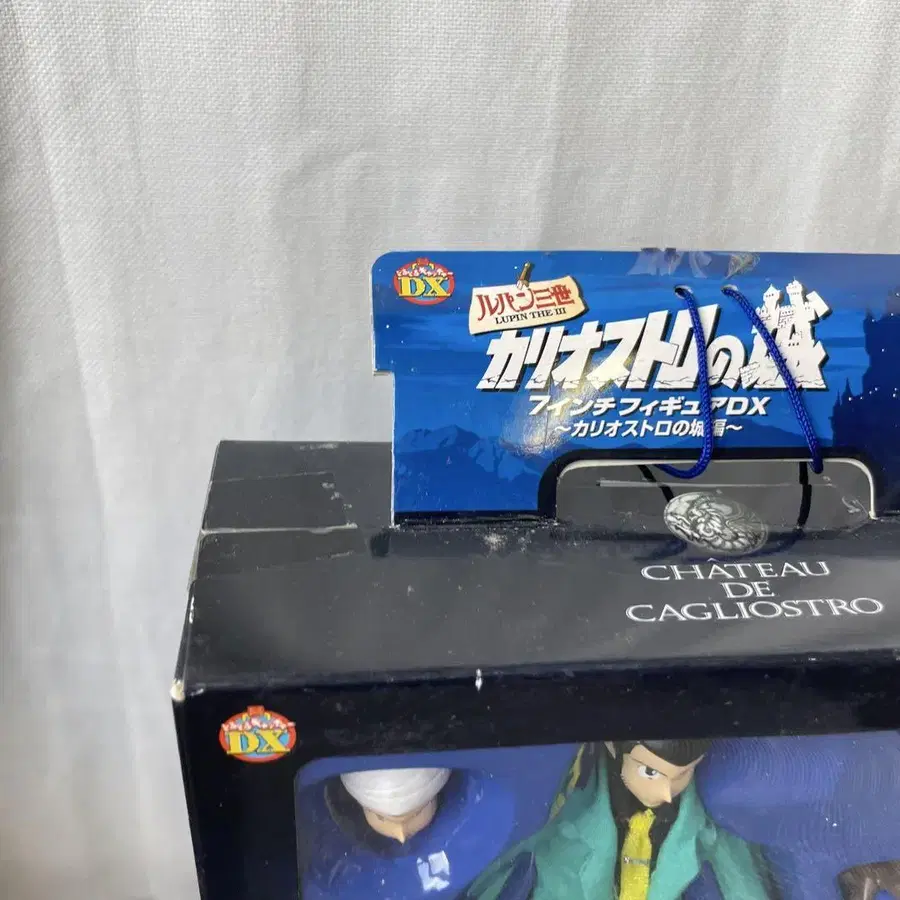 DX
ルパン三世
LUPIN THE III
カリオストロの城
7インチフィギュアDX
～カリオストロの城編～
CHÂTEAU
DE
CAGLIOSTRO
DX